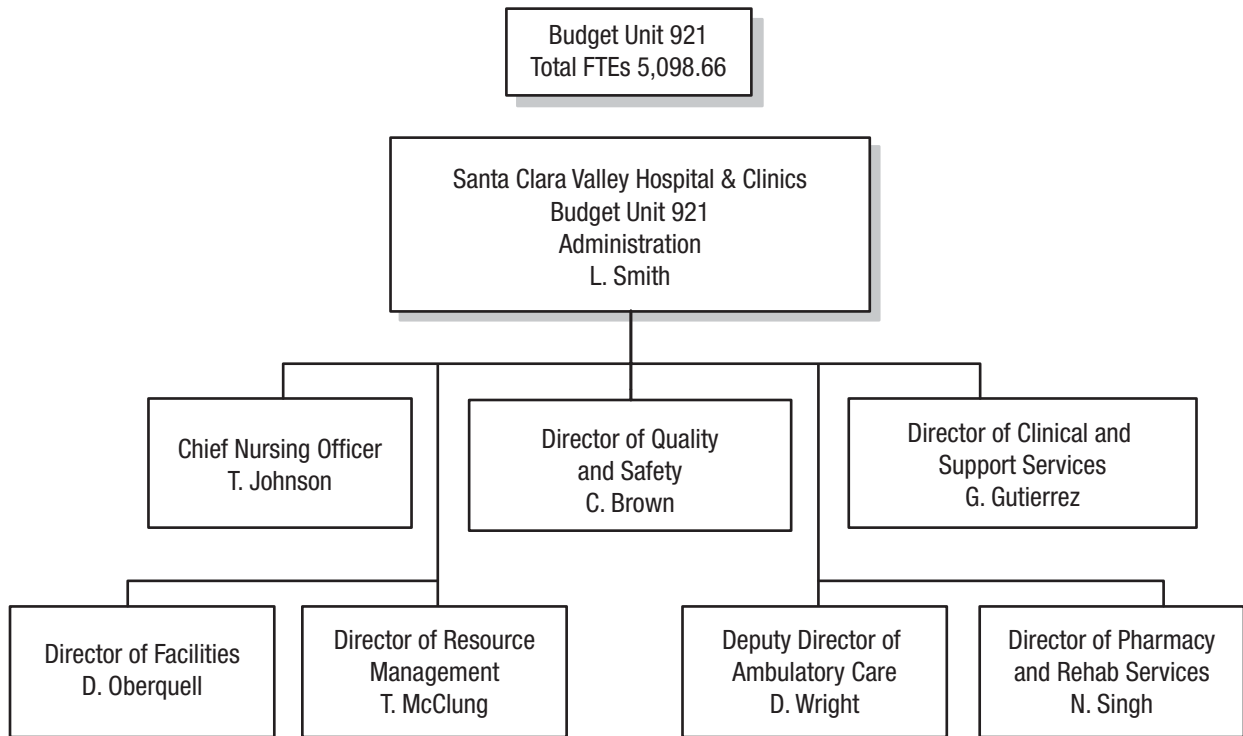 Budget Unit 921
Total FTEs 5,098.66
Santa Clara Valley Hospital & Clinics
Budget Unit 921
Administration
L. Smith
Chief Nursing Officer
T. Johnson
Director of Quality
and Safety
C. Brown
Director of Clinical and
Support Services
G. Gutierrez
Director of Facilities
D. Oberquell
Director of Resource
Management
T. McClung
Deputy Director of
Ambulatory Care
D. Wright
Director of Pharmacy
and Rehab Services
N. Singh